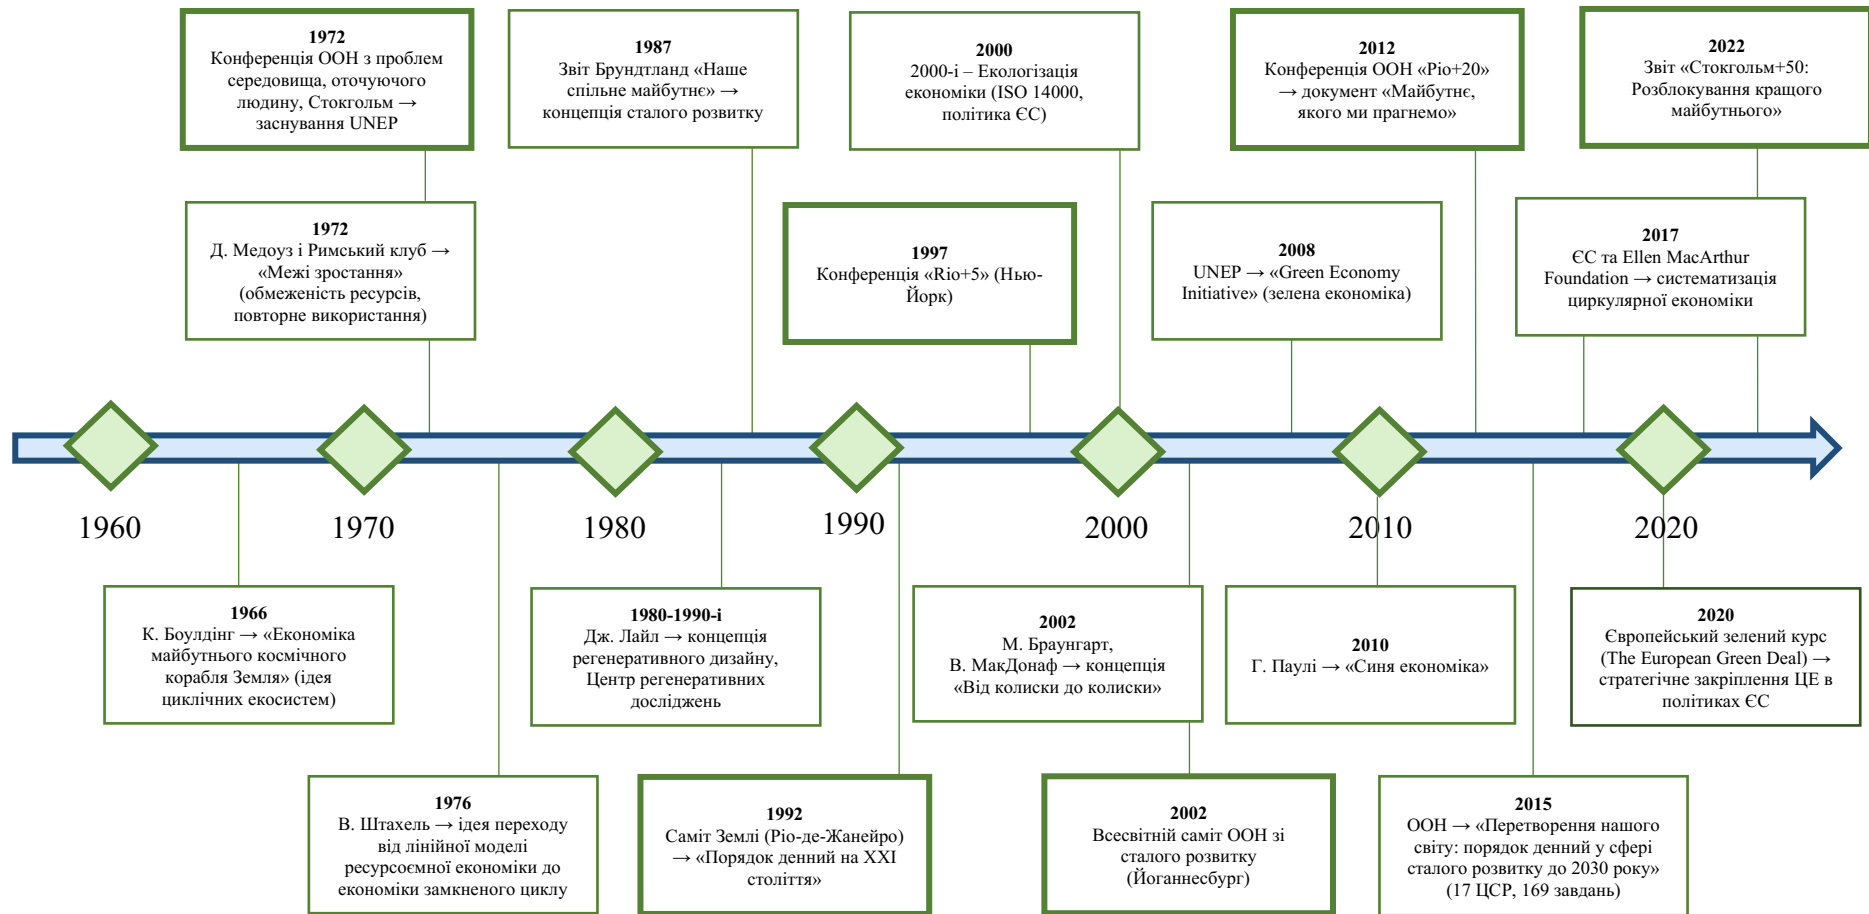 1972
Конференція ООН з проблем
середовища, оточуючого
людину, Стокгольм →
заснування UNEP
1987
Звіт Брундтланд «Наше
спільне майбутнє» →
концепція сталого розвитку
2000
2000-і – Екологізація
економіки (ISO 14000,
політика ЄС)
2012
Конференція ООН «Ріо+20»
→ документ «Майбутнє,
якого ми прагнемо»
2022
Звіт «Стокгольм+50:
Розблокування кращого
майбутнього»
1972
Д. Медоуз і Римський клуб →
«Межі зростання»
(обмеженість ресурсів,
повторне використання)
1997
Конференція «Rio+5» (Нью-
Йорк)
2008
UNEP → «Green Economy
Initiative» (зелена економіка)
2017
ЄС та Ellen MacArthur
Foundation → систематизація
циркулярної економіки
1960
1970
1980
1990
2000
2010
2020
1966
К. Боулдінг → «Економіка
майбутнього космічного
корабля Земля» (ідея
циклічних екосистем)
1980-1990-і
Дж. Лайл → концепція
регенеративного дизайну,
Центр регенеративних
досліджень
2002
М. Браунгарт,
В. МакДонаф → концепція
«Від колиски до колиски»
2010
Г. Паулі → «Синя економіка»
2020
Європейський зелений курс
(The European Green Deal) →
стратегічне закріплення ЦЕ в
політиках ЄС
1976
В. Штахель → ідея переходу
від лінійної моделі
ресурсоємної економіки до
економіки замкненого циклу
1992
Саміт Землі (Ріо-де-Жанейро)
→ «Порядок денний на XXI
століття»
2002
Всесвітній саміт ООН зі
сталого розвитку
(Йоганнесбург)
2015
ООН → «Перетворення нашого
світу: порядок денний у сфері
сталого розвитку до 2030 року»
(17 ЦСР, 169 завдань)